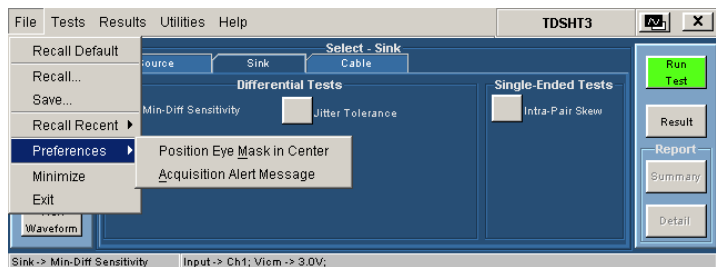 File Tests Results Utilities Help TDSHT3 X
Recall Default
Recall...
Save...
Recall Recent
Preferences
Minimize
Exit
Position Eye Mask in Center
Acquisition Alert Message
Select - Sink
Source Sink Cable
Differential Tests
Min-Diff Sensitivity
Jitter Tolerance
Single-Ended Tests
Intra-Pair Skew
Waveform
Run
Test
Result
Report
Summary
Detail
Sink -> Min-Diff Sensitivity Input -> Ch1; Vicm -> 3.0V;